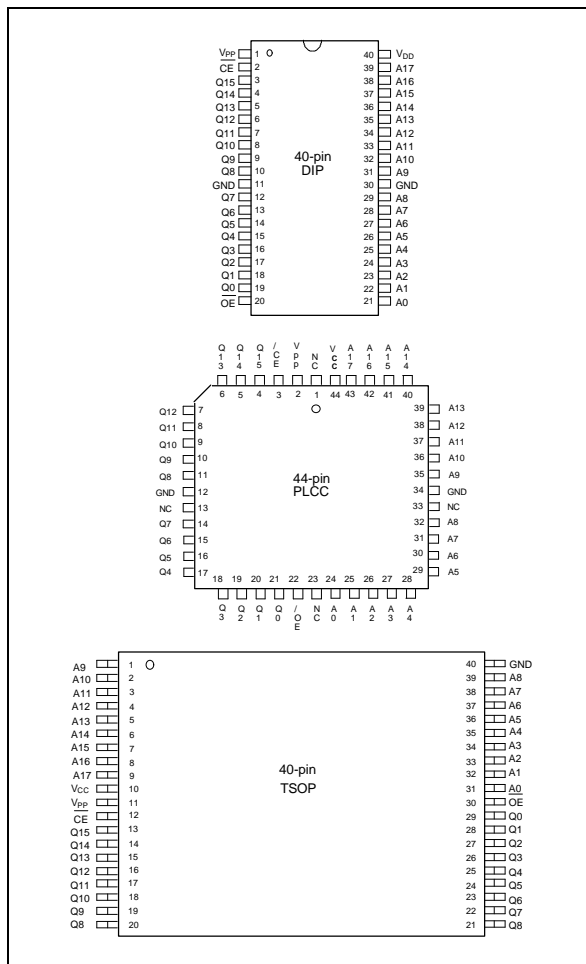 VPP 1 40 VDD
CE 2 39 A17
Q15 3 38 A16
Q14 4 37 A15
Q13 5 36 A14
Q12 6 35 A13
Q11 7 34 A12
Q10 8 33 A11
Q9 9 32 A10
Q8 10 31 A9
GND 11 30 GND
Q7 12 29 A8
Q6 13 28 A7
Q5 14 27 A6
Q4 15 26 A5
Q3 16 25 A4
Q2 17 24 A3
Q1 18 23 A2
Q0 19 22 A1
OE 20 21 A0
40-pin
DIP
Q13 Q14 Q15 /CE Vpp NC Vcc A17 A16 A15 A14
6 5 4 3 2 1 44 43 42 41 40
Q12 7 39 A13
Q11 8 38 A12
Q10 9 37 A11
Q9 10 36 A10
Q8 11 35 A9
GND 12 34 GND
NC 13 33 NC
Q7 14 32 A8
Q6 15 31 A7
Q5 16 30 A6
Q4 17 29 A5
44-pin
PLCC
18 19 20 21 22 23 24 25 26 27 28
Q3 Q2 Q1 Q0 /OE NC A0 A1 A2 A3 A4
A9 1 40 GND
A10 2 39 A8
A11 3 38 A7
A12 4 37 A6
A13 5 36 A5
A14 6 35 A4
A15 7 34 A3
A16 8 33 A2
A17 9 32 A1
VCC 10 31 A0
VPP 11 30 OE
CE 12 29 Q0
Q15 13 28 Q1
Q14 14 27 Q2
Q13 15 26 Q3
Q12 16 25 Q4
Q11 17 24 Q5
Q10 18 23 Q6
Q9 19 22 Q7
Q8 20 21 Q8
40-pin
TSOP